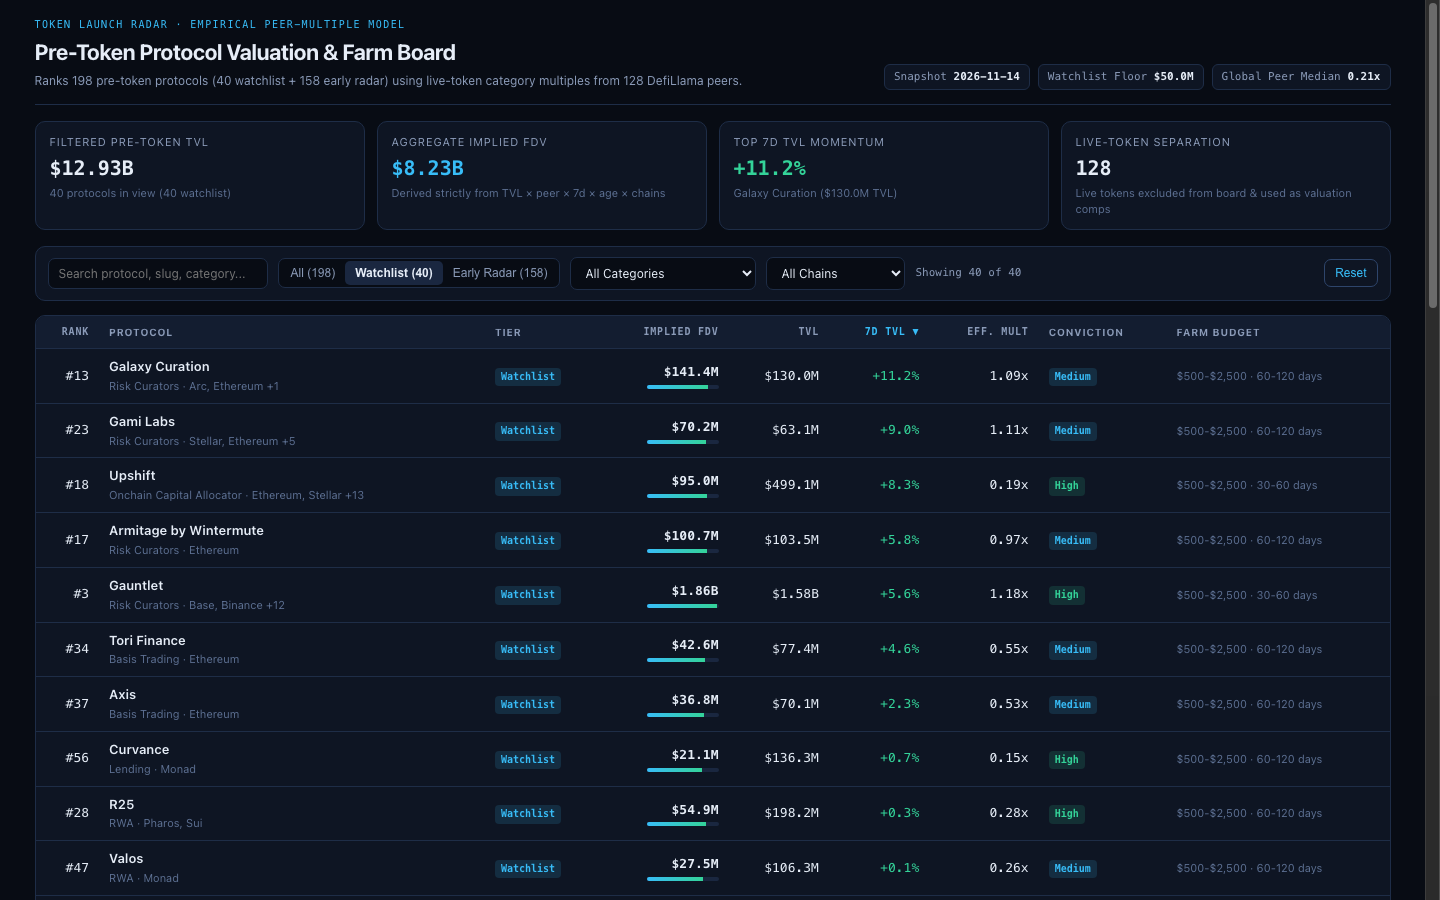 TOKEN LAUNCH RADAR · EMPIRICAL PEER-MULTIPLE MODEL
Pre-Token Protocol Valuation & Farm Board
Ranks 198 pre-token protocols (40 watchlist + 158 early radar) using live-token category multiples from 128 DefiLlama peers.
Snapshot 2026-11-14
Watchlist Floor $50.0M
Global Peer Median 0.21x
FILTERED PRE-TOKEN TVL
$12.93B
40 protocols in view (40 watchlist)
AGGREGATE IMPLIED FDV
$8.23B
Derived strictly from TVL × peer × 7d × age × chains
TOP 7D TVL MOMENTUM
+11.2%
Galaxy Curation ($130.0M TVL)
LIVE-TOKEN SEPARATION
128
Live tokens excluded from board & used as valuation
comps
Search protocol, slug, category...
All (198) Watchlist (40) Early Radar (158)
All Categories
All Chains
Showing 40 of 40
Reset
RANK PROTOCOL TIER IMPLIED FDV TVL 7D TVL ▼ EFF. MULT CONVICTION FARM BUDGET
#13 Galaxy Curation Watchlist $141.4M $130.0M +11.2% 1.09x Medium $500-$2,500 · 60-120 days
Risk Curators · Arc, Ethereum +1
#23 Gami Labs Watchlist $70.2M $63.1M +9.0% 1.11x Medium $500-$2,500 · 60-120 days
Risk Curators · Stellar, Ethereum +5
#18 Upshift Watchlist $95.0M $499.1M +8.3% 0.19x High $500-$2,500 · 30-60 days
Onchain Capital Allocator · Ethereum, Stellar +13
#17 Armitage by Wintermute Watchlist $100.7M $103.5M +5.8% 0.97x Medium $500-$2,500 · 60-120 days
Risk Curators · Ethereum
#3 Gauntlet Watchlist $1.86B $1.58B +5.6% 1.18x High $500-$2,500 · 30-60 days
Risk Curators · Base, Binance +12
#34 Tori Finance Watchlist $42.6M $77.4M +4.6% 0.55x Medium $500-$2,500 · 60-120 days
Basis Trading · Ethereum
#37 Axis Watchlist $36.8M $70.1M +2.3% 0.53x Medium $500-$2,500 · 60-120 days
Basis Trading · Ethereum
#56 Curvance Watchlist $21.1M $136.3M +0.7% 0.15x High $500-$2,500 · 60-120 days
Lending · Monad
#28 R25 Watchlist $54.9M $198.2M +0.3% 0.28x High $500-$2,500 · 60-120 days
RWA · Pharos, Sui
#47 Valos Watchlist $27.5M $106.3M +0.1% 0.26x Medium $500-$2,500 · 60-120 days
RWA · Monad